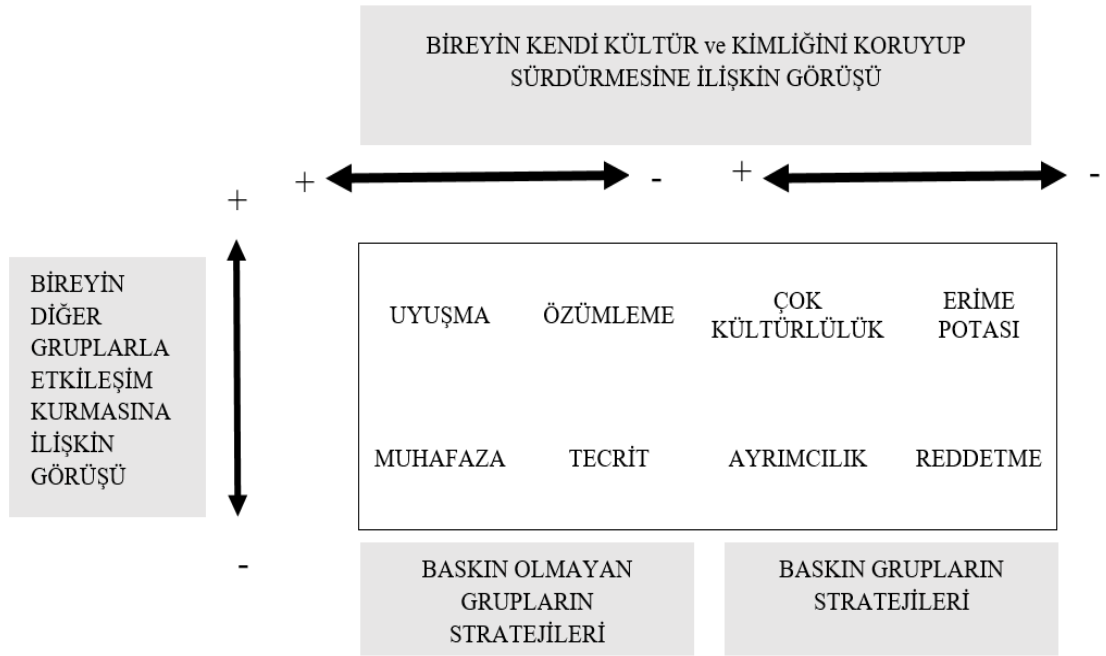 BİREYİN KENDİ KÜLTÜR ve KİMLİĞİNİ KORUYUP
SÜRDÜRMESİNE İLİŞKİN GÖRÜŞÜ
+ - + -
+
BİREYİN
DİĞER
GRUPLARLA
ETKİLEŞİM
KURMASINA
İLİŞKİN
GÖRÜŞÜ
-
UYUŞMA
ÖZÜMLEME
ÇOK
KÜLTÜRLÜLÜK
ERİME
POTASI
MUHAFAZA
TECRİT
AYRIMCILIK
REDDETME
BASKIN OLMAYAN
GRUPLARIN
STRATEJİLERİ
BASKIN GRUPLARIN
STRATEJİLERİ